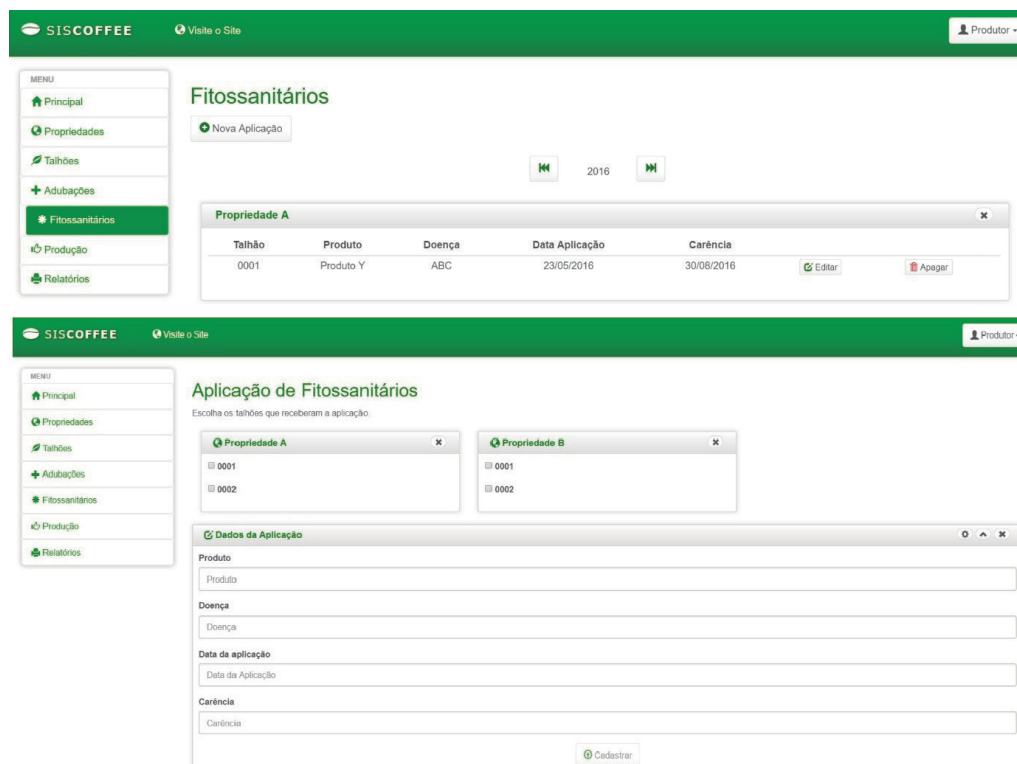 SISCOFFEE Visite o Site Produtor
MENU
Principal
Propriedades
Talhões
Adubações
Fitossanitários
Produção
Relatórios
Fitossanitários
Nova Aplicação
2016
Propriedade A
Talhão Produto Doença Data Aplicação Carência
0001 Produto Y ABC 23/05/2016 30/08/2016 Editar Apagar
SISCOFFEE Visite o Site Produtor
MENU
Principal
Propriedades
Talhões
Adubações
Fitossanitários
Produção
Relatórios
Aplicação de Fitossanitários
Escolha os talhões que receberam a aplicação.
Propriedade A
0001
0002
Propriedade B
0001
0002
Dados da Aplicação
Produto
Produto
Doença
Doença
Data da aplicação
Data da Aplicação
Carência
Carência
Cadastrar